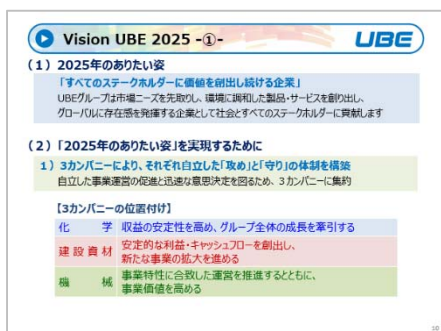 Vision UBE 2025 -①-
UBE
(1) 2025年のありたい姿
「すべてのステークホルダーに価値を創出し続ける企業」
UBEグループは市場ニーズを先取りし、環境に調和した製品・サービスを創り出し、
グローバルに存在感を発揮する企業として社会とすべてのステークホルダーに貢献します
(2) 「2025年のありたい姿」を実現するために
1) 3カンパニーにより、それぞれ自立した「攻め」と「守り」の体制を構築
自立した事業運営の促進と迅速な意思決定を図るため、3カンパニーに集約
【3カンパニーの位置付け】
化 学 収益の安定性を高め、グループ全体の成長を牽引する
建設資材 安定的な利益・キャッシュフローを創出し、
新たな事業の拡大を進める
機 械 事業特性に合致した運営を推進するとともに、
事業価値を高める